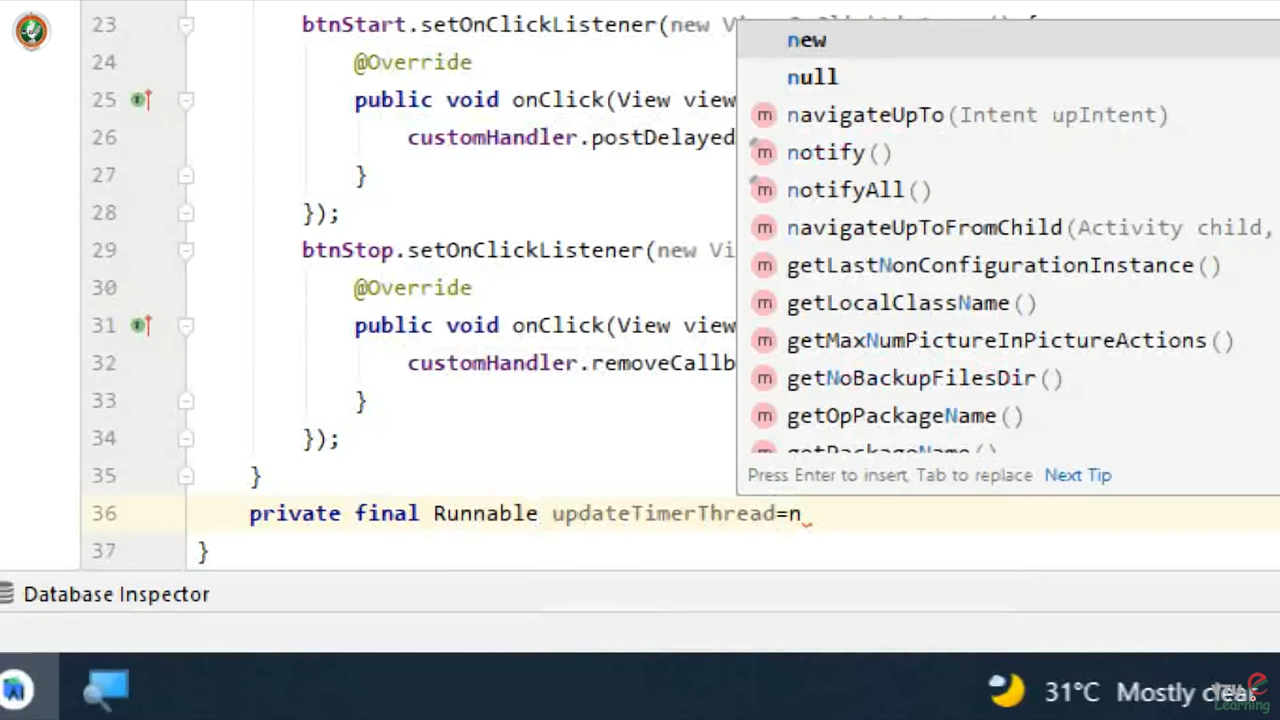 23 btnStart.setOnClickListener(new
24 @Override
25 public void onClick(View view
26 customHandler.postDelayed
27 }
28 });
29 btnStop.setOnClickListener(new Vi
30 @Override
31 public void onClick(View view
32 customHandler.removeCallb
33 }
34 });
35 }
36 private final Runnable updateTimerThread=n
37 }
new
null
m navigateUpTo(Intent upIntent)
m notify()
m notifyAll()
m navigateUpToFromChild(Activity child,
m getLastNonConfigurationInstance()
m getLocalClassName()
m getMaxNumPictureInPictureActions()
m getNoBackupFilesDir()
m getOpPackageName()
m getPackageName()
Press Enter to insert, Tab to replace Next Tip
Database Inspector
31°C Mostly clear
Learning